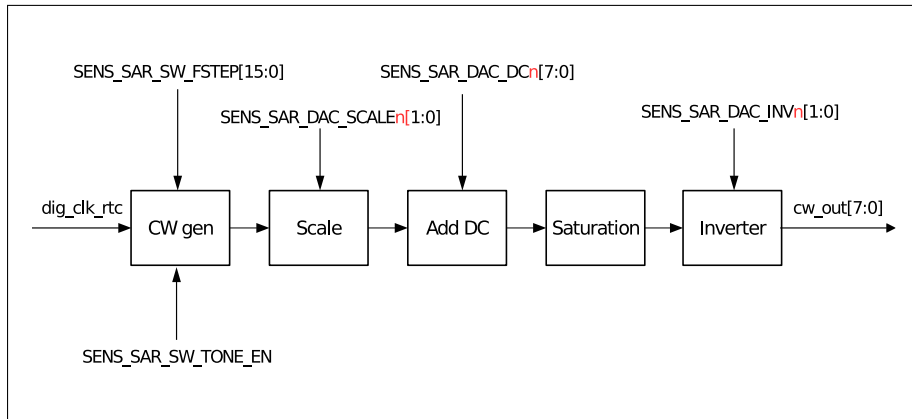 SENS_SAR_SW_FSTEP[15:0]
SENS_SAR_DAC_DCn[7:0]
SENS_SAR_DAC_SCALEn[1:0]
SENS_SAR_DAC_INVn[1:0]
dig_clk_rtc
CW gen
Scale
Add DC
Saturation
Inverter
cw_out[7:0]
SENS_SAR_SW_TONE_EN